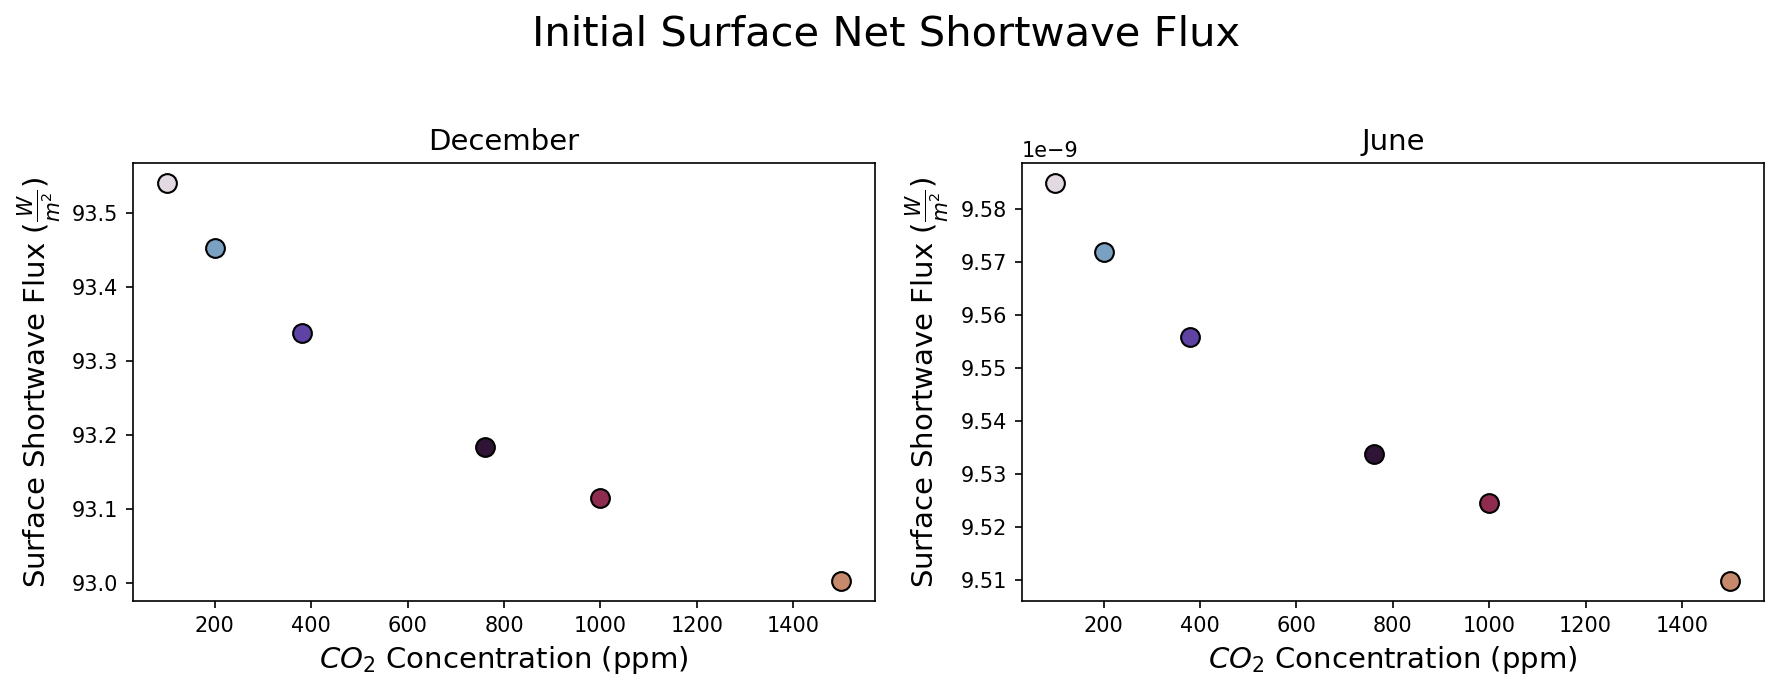 Initial Surface Net Shortwave Flux
December
Surface Shortwave Flux (W/m²)
93.5
93.4
93.3
93.2
93.1
93.0
200 400 600 800 1000 1200 1400
CO₂ Concentration (ppm)
June
1e−9
Surface Shortwave Flux (W/m²)
9.58
9.57
9.56
9.55
9.54
9.53
9.52
9.51
200 400 600 800 1000 1200 1400
CO₂ Concentration (ppm)